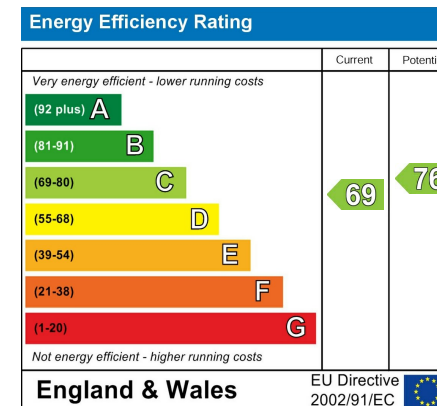 Energy Efficiency Rating
Current Potenti
Very energy efficient - lower running costs
(92 plus) A
(81-91) B
(69-80) C
(55-68) D
(39-54) E
(21-38) F
(1-20) G
69
76
Not energy efficient - higher running costs
England & Wales
EU Directive
2002/91/EC